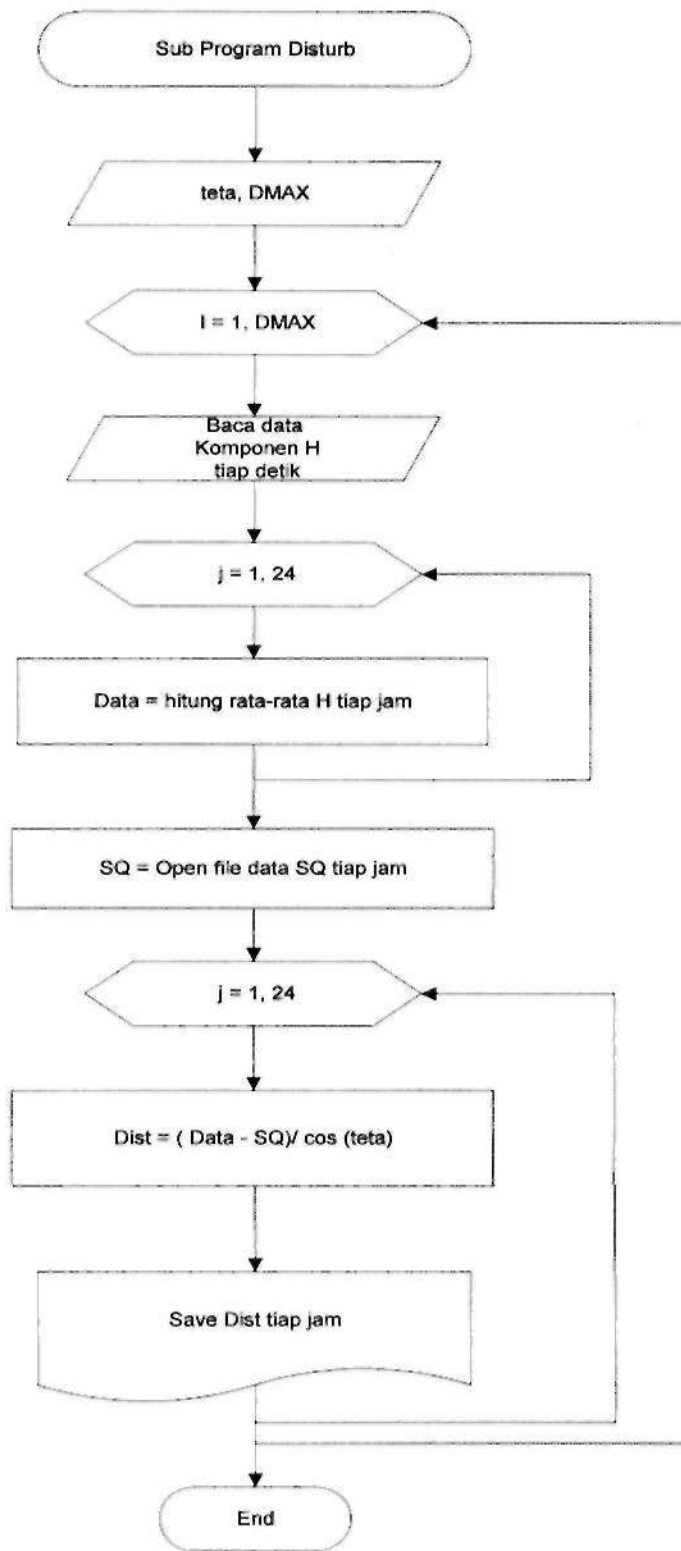 Sub Program Disturb
teta, DMAX
I = 1, DMAX
Baca data
Komponen H
tiap detik
j = 1, 24
Data = hitung rata-rata H tiap jam
SQ = Open file data SQ tiap jam
j = 1, 24
Dist = ( Data - SQ)/ cos (teta)
Save Dist tiap jam
End